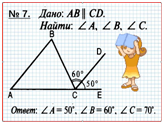 № 7. Дано: AB ∥ CD.
Найти: ∠ A, ∠ B, ∠ C.
B
D
60°
50°
A
C
E
Ответ: ∠ A = 50°, ∠ B = 60°, ∠ C = 70°.